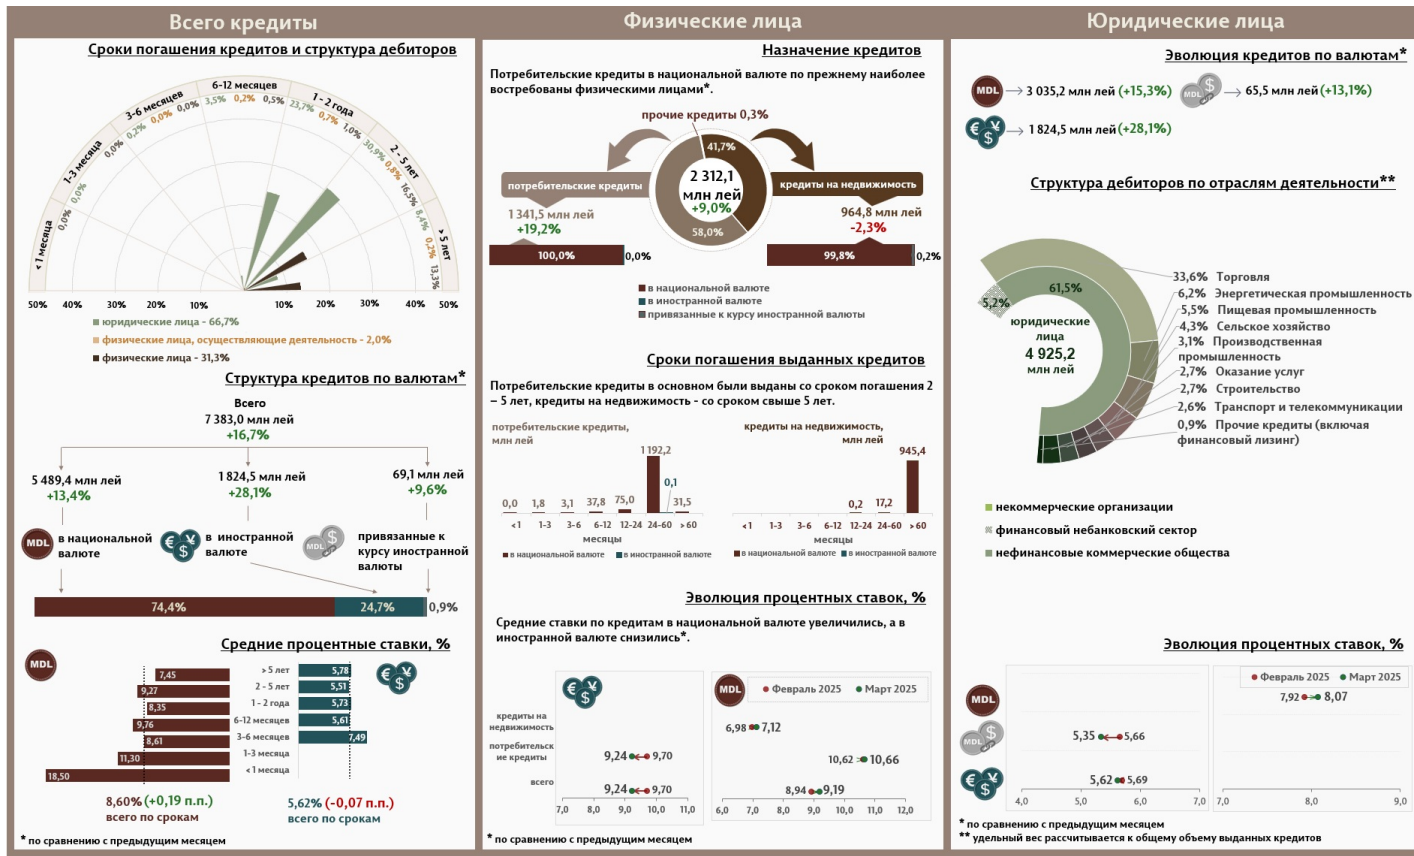 Всего кредиты
Сроки погашения кредитов и структура дебиторов
< 1 месяца
1-3 месяца
3-6 месяцев
6-12 месяцев
1 - 2 года
2 - 5 лет
> 5 лет
0,0%
0,0%
0,0%
0,2%
0,0%
0,0%
3,5%
0,2%
0,5%
23,7%
0,7%
1,0%
30,9%
0,8%
16,5%
8,4%
0,2%
13,3%
50% 40% 30% 20% 10% 10% 20% 30% 40% 50%
юридические лица - 66,7%
физические лица, осуществляющие деятельность - 2,0%
физические лица - 31,3%
Структура кредитов по валютам*
Всего
7 383,0 млн лей
+16,7%
5 489,4 млн лей
+13,4%
1 824,5 млн лей
+28,1%
69,1 млн лей
+9,6%
MDL
в национальной
валюте
€ ¥ $
в иностранной
валюте
MDL $
привязанные к
курсу иностранной
валюты
74,4% 24,7% 0,9%
Средние процентные ставки, %
MDL
€ ¥ $
7,45 > 5 лет 5,78
9,27 2 - 5 лет 5,51
8,35 1 - 2 года 5,73
9,76 6-12 месяцев 5,61
8,61 3-6 месяцев 7,49
11,30 1-3 месяца
18,50 < 1 месяца
8,60% (+0,19 п.п.)
всего по срокам
5,62% (-0,07 п.п.)
всего по срокам
* по сравнению с предыдущим месяцем
Физические лица
Назначение кредитов
Потребительские кредиты в национальной валюте по прежнему наиболее
востребованы физическими лицами*.
прочие кредиты 0,3%
41,7%
2 312,1
млн лей
+9,0%
58,0%
потребительские кредиты
1 341,5 млн лей
+19,2%
100,0% 0,0%
кредиты на недвижимость
964,8 млн лей
-2,3%
99,8% 0,2%
в национальной валюте
в иностранной валюте
привязанные к курсу иностранной валюты
Сроки погашения выданных кредитов
Потребительские кредиты в основном были выданы со сроком погашения 2
– 5 лет, кредиты на недвижимость - со сроком свыше 5 лет.
потребительские кредиты,
млн лей
0,0 1,8 3,1 37,8 75,0 1 192,2 0,1 31,5
< 1 1-3 3-6 6-12 12-24 24-60 > 60
месяцы
в национальной валюте в иностранной валюте
кредиты на недвижимость,
млн лей
0,2 17,2 945,4
< 1 1-3 3-6 6-12 12-24 24-60 > 60
месяцы
в национальной валюте в иностранной валюте
Эволюция процентных ставок, %
Средние ставки по кредитам в национальной валюте увеличились, а в
иностранной валюте снизились*.
€ ¥ $
MDL
Февраль 2025 Март 2025
кредиты на
недвижимость
6,98 7,12
потребительск
ие кредиты
9,24 9,70
10,62 10,66
всего
9,24 9,70
8,94 9,19
7,0 8,0 9,0 10,0 11,0
6,0 7,0 8,0 9,0 10,0 11,0 12,0
* по сравнению с предыдущим месяцем
Юридические лица
Эволюция кредитов по валютам*
MDL 3 035,2 млн лей (+15,3%)
MDL $ 65,5 млн лей (+13,1%)
€ ¥ $ 1 824,5 млн лей (+28,1%)
Структура дебиторов по отраслям деятельности**
61,5%
5,2%
юридические
лица
4 925,2
млн лей
33,6% Торговля
6,2% Энергетическая промышленность
5,5% Пищевая промышленность
4,3% Сельское хозяйство
3,1% Производственная
промышленность
2,7% Оказание услуг
2,7% Строительство
2,6% Транспорт и телекоммуникации
0,9% Прочие кредиты (включая
финансовый лизинг)
некоммерческие организации
финансовый небанковский сектор
нефинансовые коммерческие общества
Эволюция процентных ставок, %
Февраль 2025 Март 2025
MDL
7,92 8,07
MDL $
5,35 5,66
€ ¥ $
5,62 5,69
4,0 5,0 6,0 7,0
7,0 8,0 9,0
* по сравнению с предыдущим месяцем
** удельный вес рассчитывается к общему объему выданных кредитов